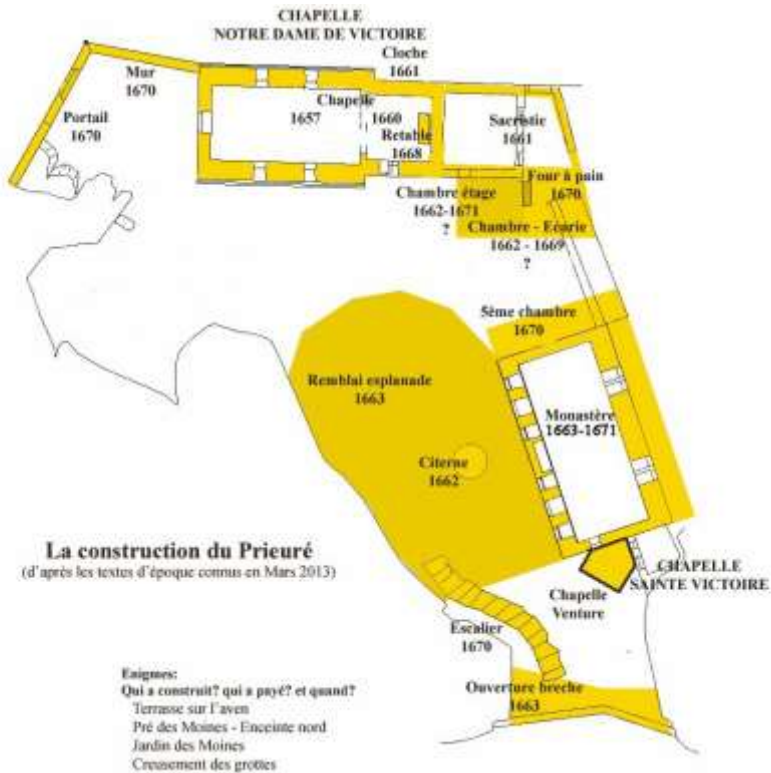 CHAPELLE
NOTRE DAME DE VICTOIRE
Cloche
1661
Mur
1670
Portail
1670
Chapelle
1657
1660
Retable
1668
Sacristie
1661
Chambre étage
1662-1671
?
Four à pain
1670
Chambre - Ecurie
1662 - 1669
?
5ème chambre
1670
Remblai esplanade
1663
Monastère
1663-1671
Citerne
1662
La construction du Prieuré
(d'après les textes d'époque connus en Mars 2013)
CHAPELLE
SAINTE VICTOIRE
Chapelle
Venture
Escalier
1670
Ouverture breche
1663
Enigmes:
Qui a construit? qui a payé? et quand?
Terrasse sur l'aven
Pré des Moines - Enceinte nord
Jardin des Moines
Creusement des grottes